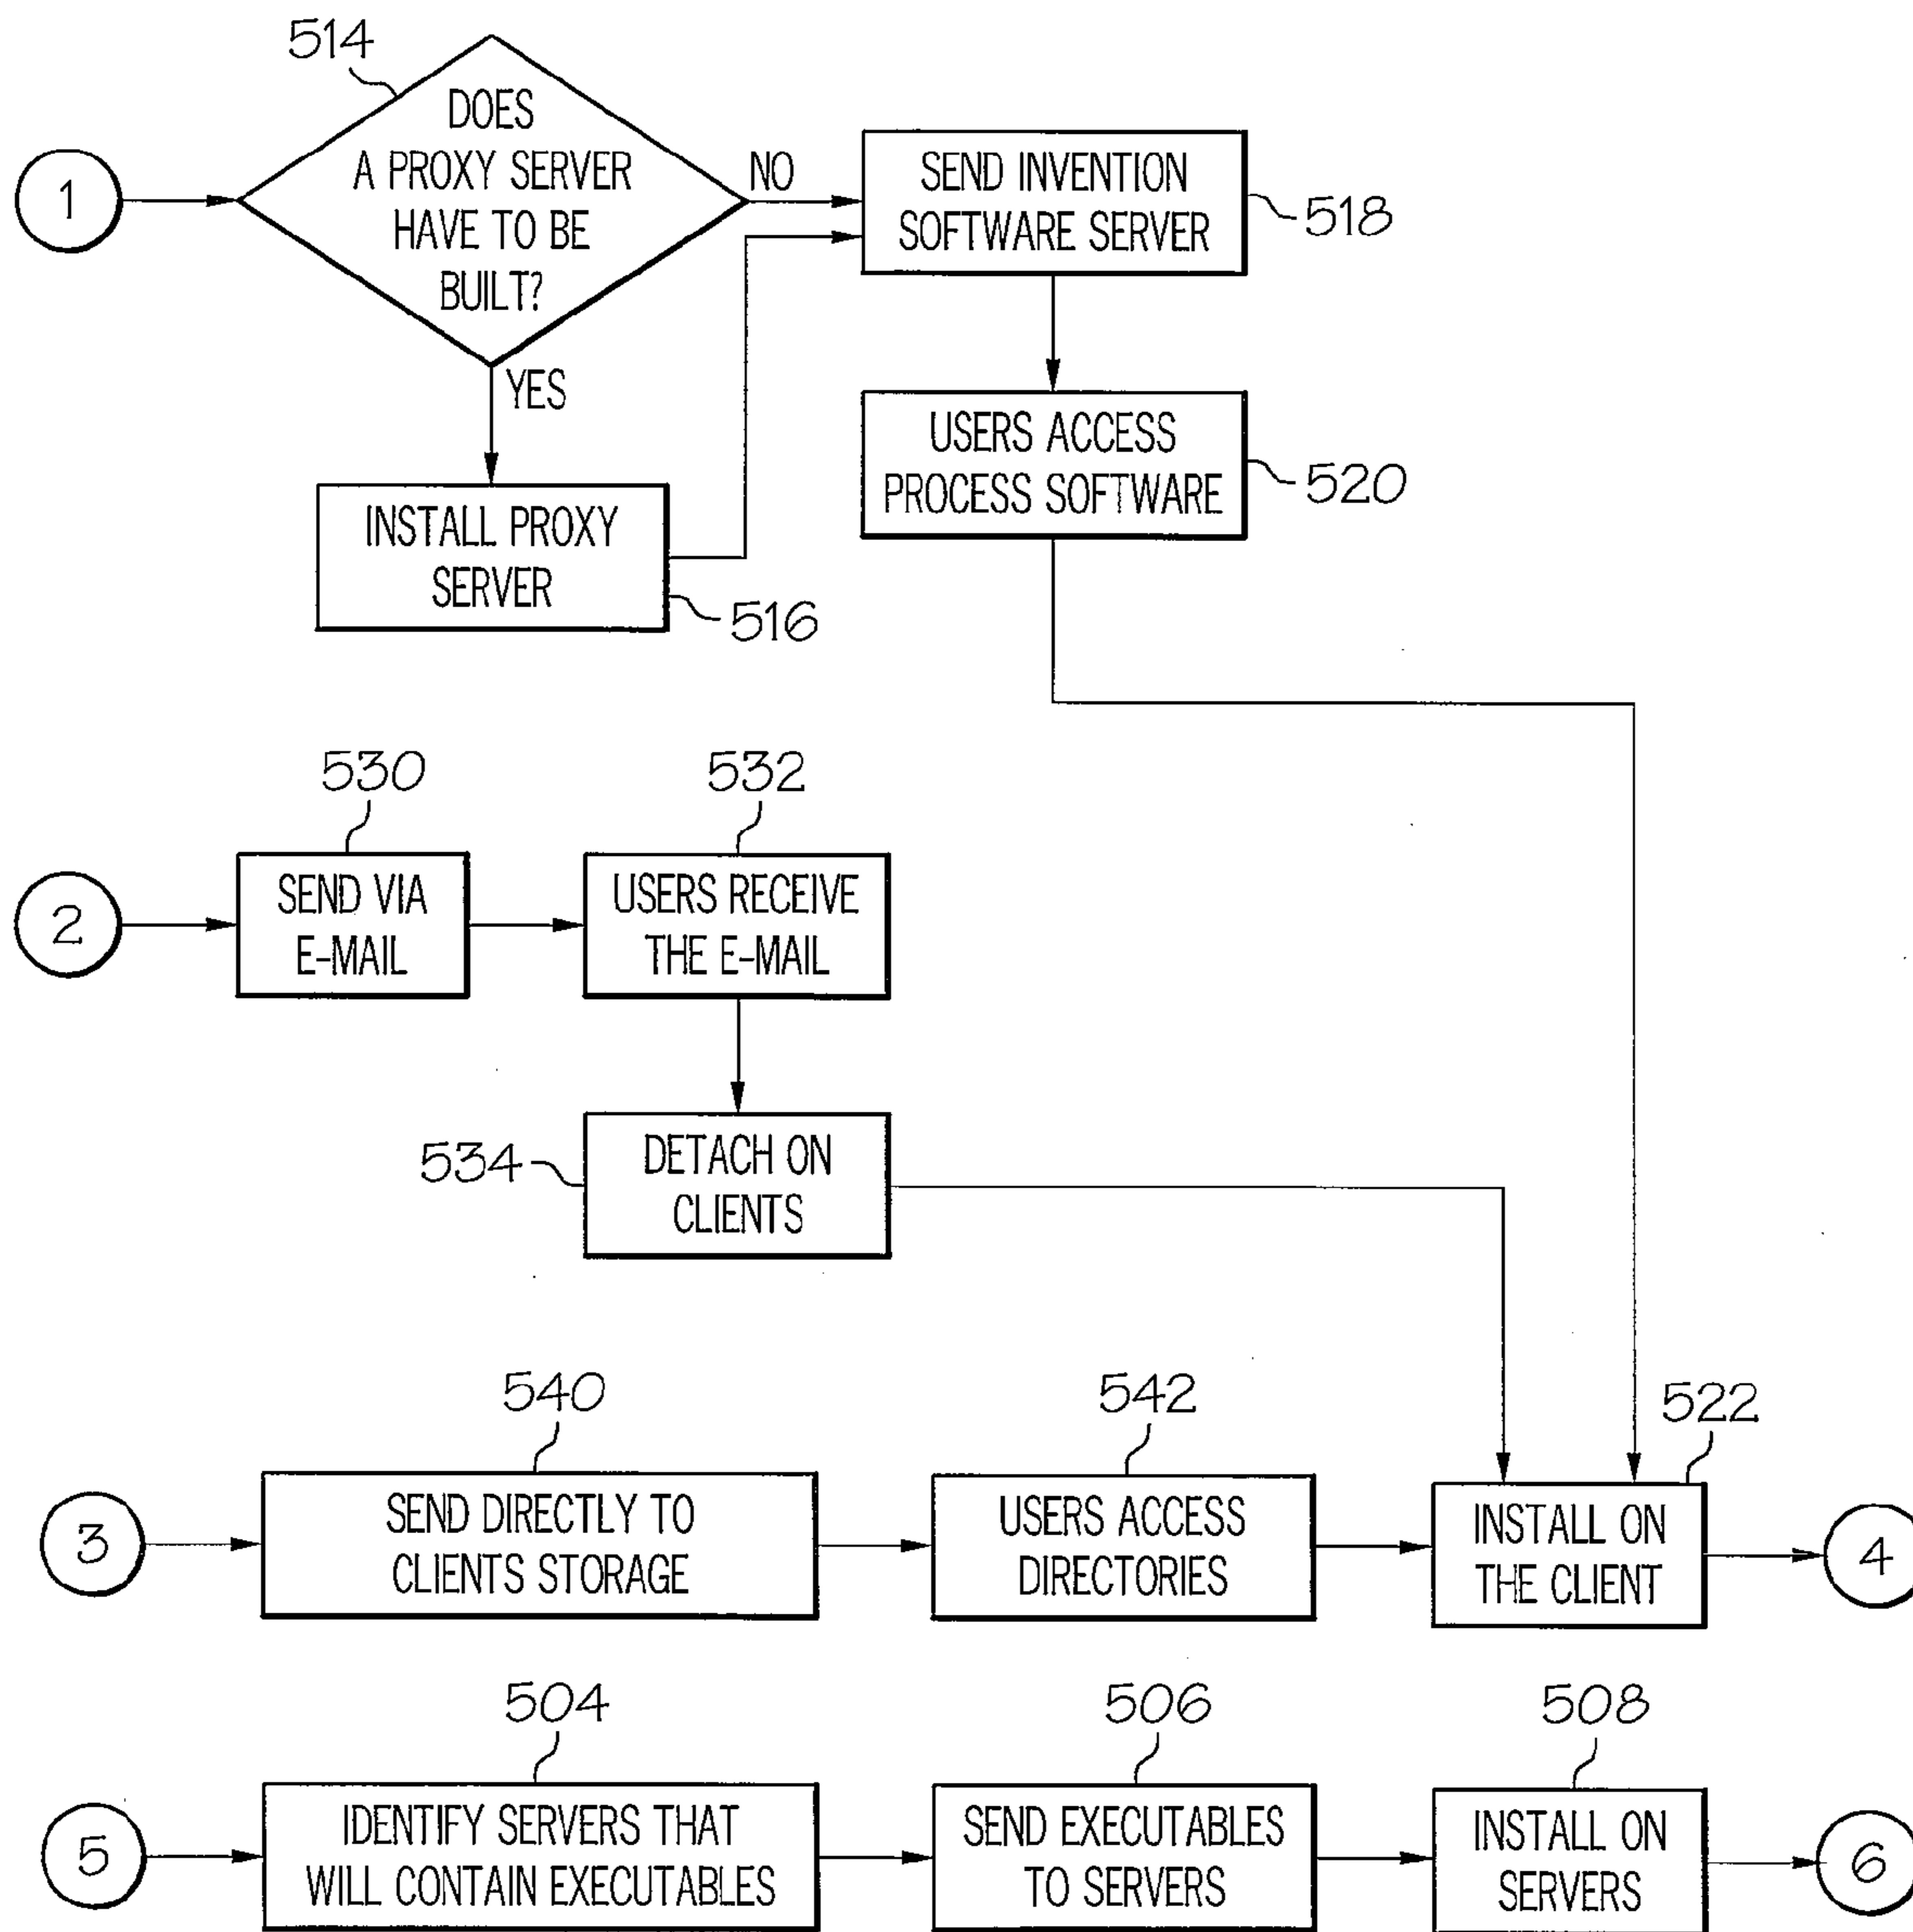 514
DOES
A PROXY SERVER
HAVE TO BE
BUILT?
1
NO
YES
SEND INVENTION
SOFTWARE SERVER
518
USERS ACCESS
PROCESS SOFTWARE
520
INSTALL PROXY
SERVER
516
530
532
2
SEND VIA
E-MAIL
USERS RECEIVE
THE E-MAIL
534
DETACH ON
CLIENTS
540
542
522
3
SEND DIRECTLY TO
CLIENTS STORAGE
USERS ACCESS
DIRECTORIES
INSTALL ON
THE CLIENT
4
504
506
508
5
IDENTIFY SERVERS THAT
WILL CONTAIN EXECUTABLES
SEND EXECUTABLES
TO SERVERS
INSTALL ON
SERVERS
6